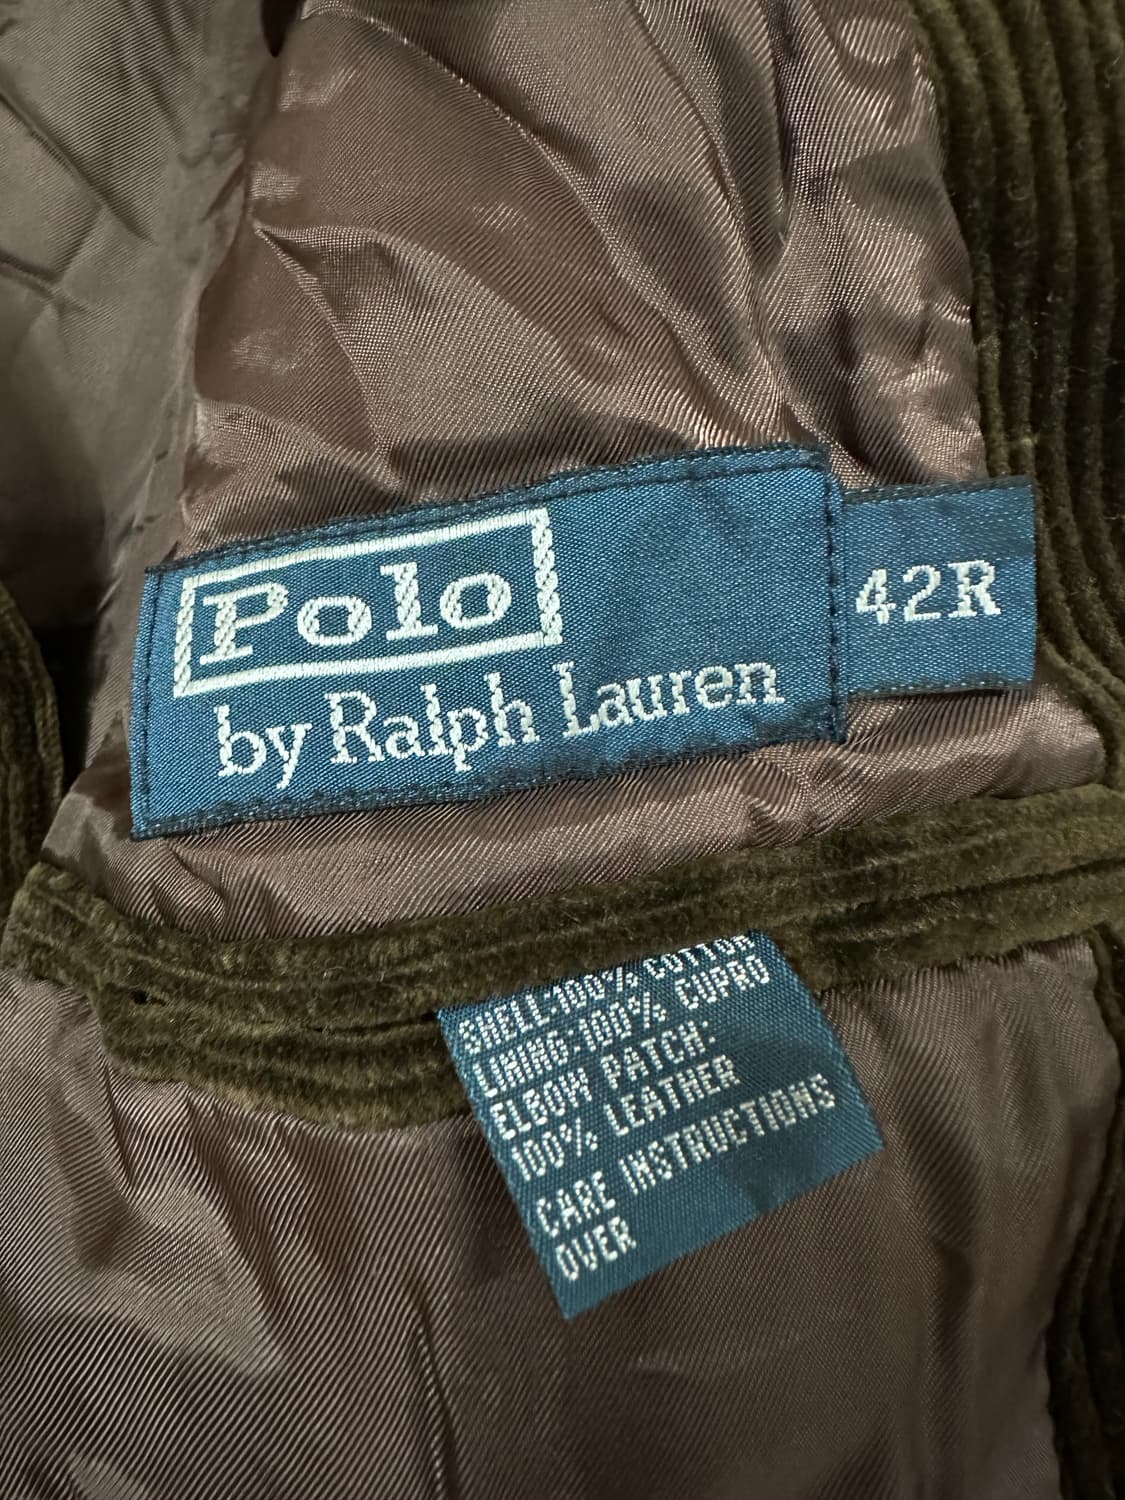 Polo
by Ralph Lauren
42R
SHELL:100% COTTON
LINING:100% CUPRO
ELBOW PATCH:
100% LEATHER
CARE INSTRUCTIONS
OVER